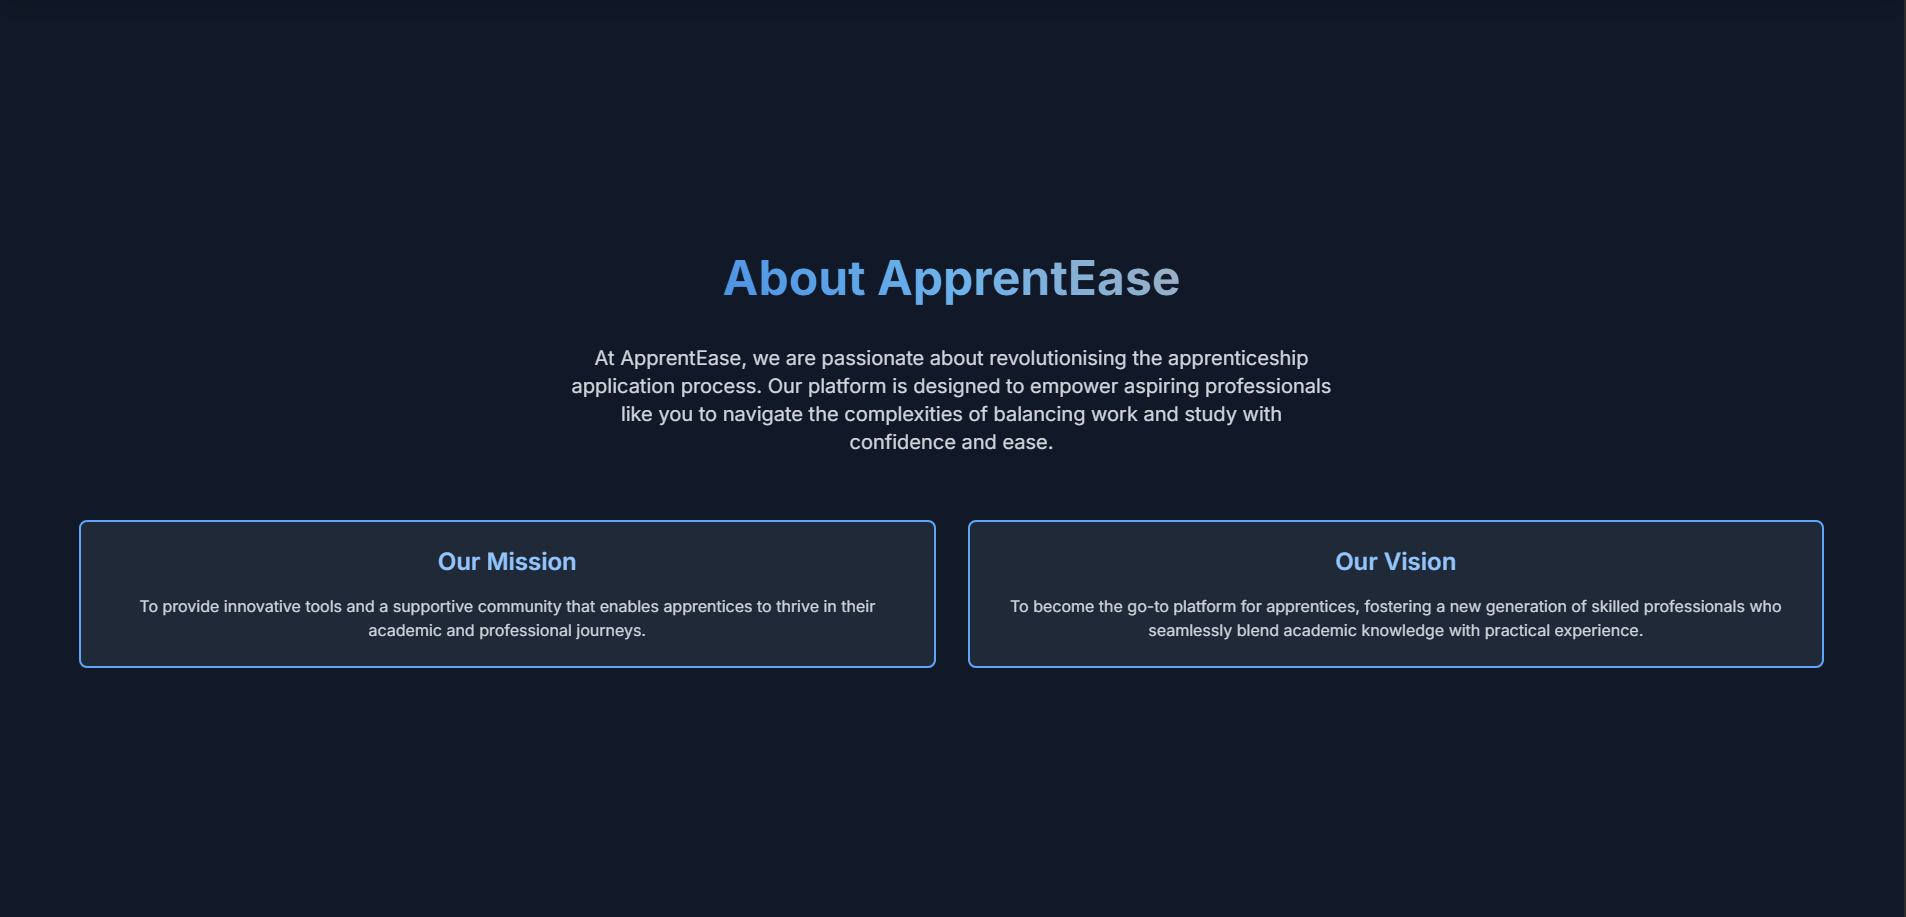 About ApprentEase
At ApprentEase, we are passionate about revolutionising the apprenticeship
application process. Our platform is designed to empower aspiring professionals
like you to navigate the complexities of balancing work and study with
confidence and ease.
Our Mission
To provide innovative tools and a supportive community that enables apprentices to thrive in their
academic and professional journeys.
Our Vision
To become the go-to platform for apprentices, fostering a new generation of skilled professionals who
seamlessly blend academic knowledge with practical experience.